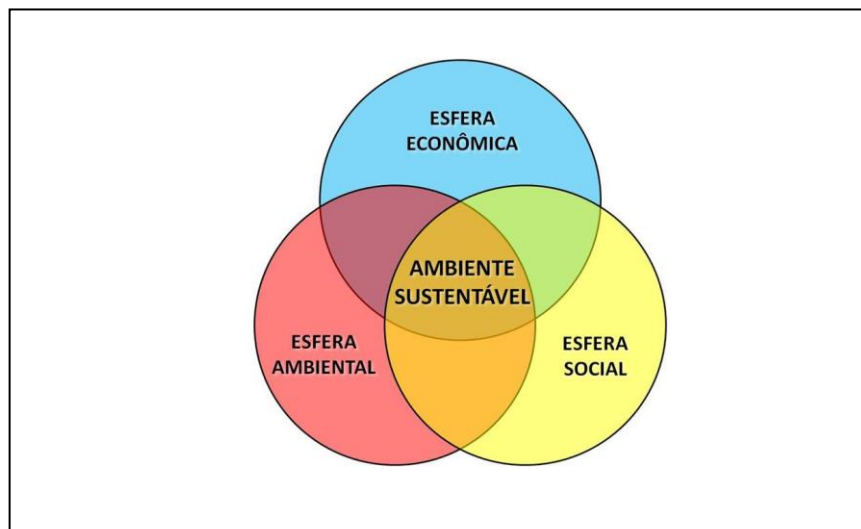 ESFERA
ECONÔMICA
AMBIENTE
SUSTENTÁVEL
ESFERA
AMBIENTAL
ESFERA
SOCIAL